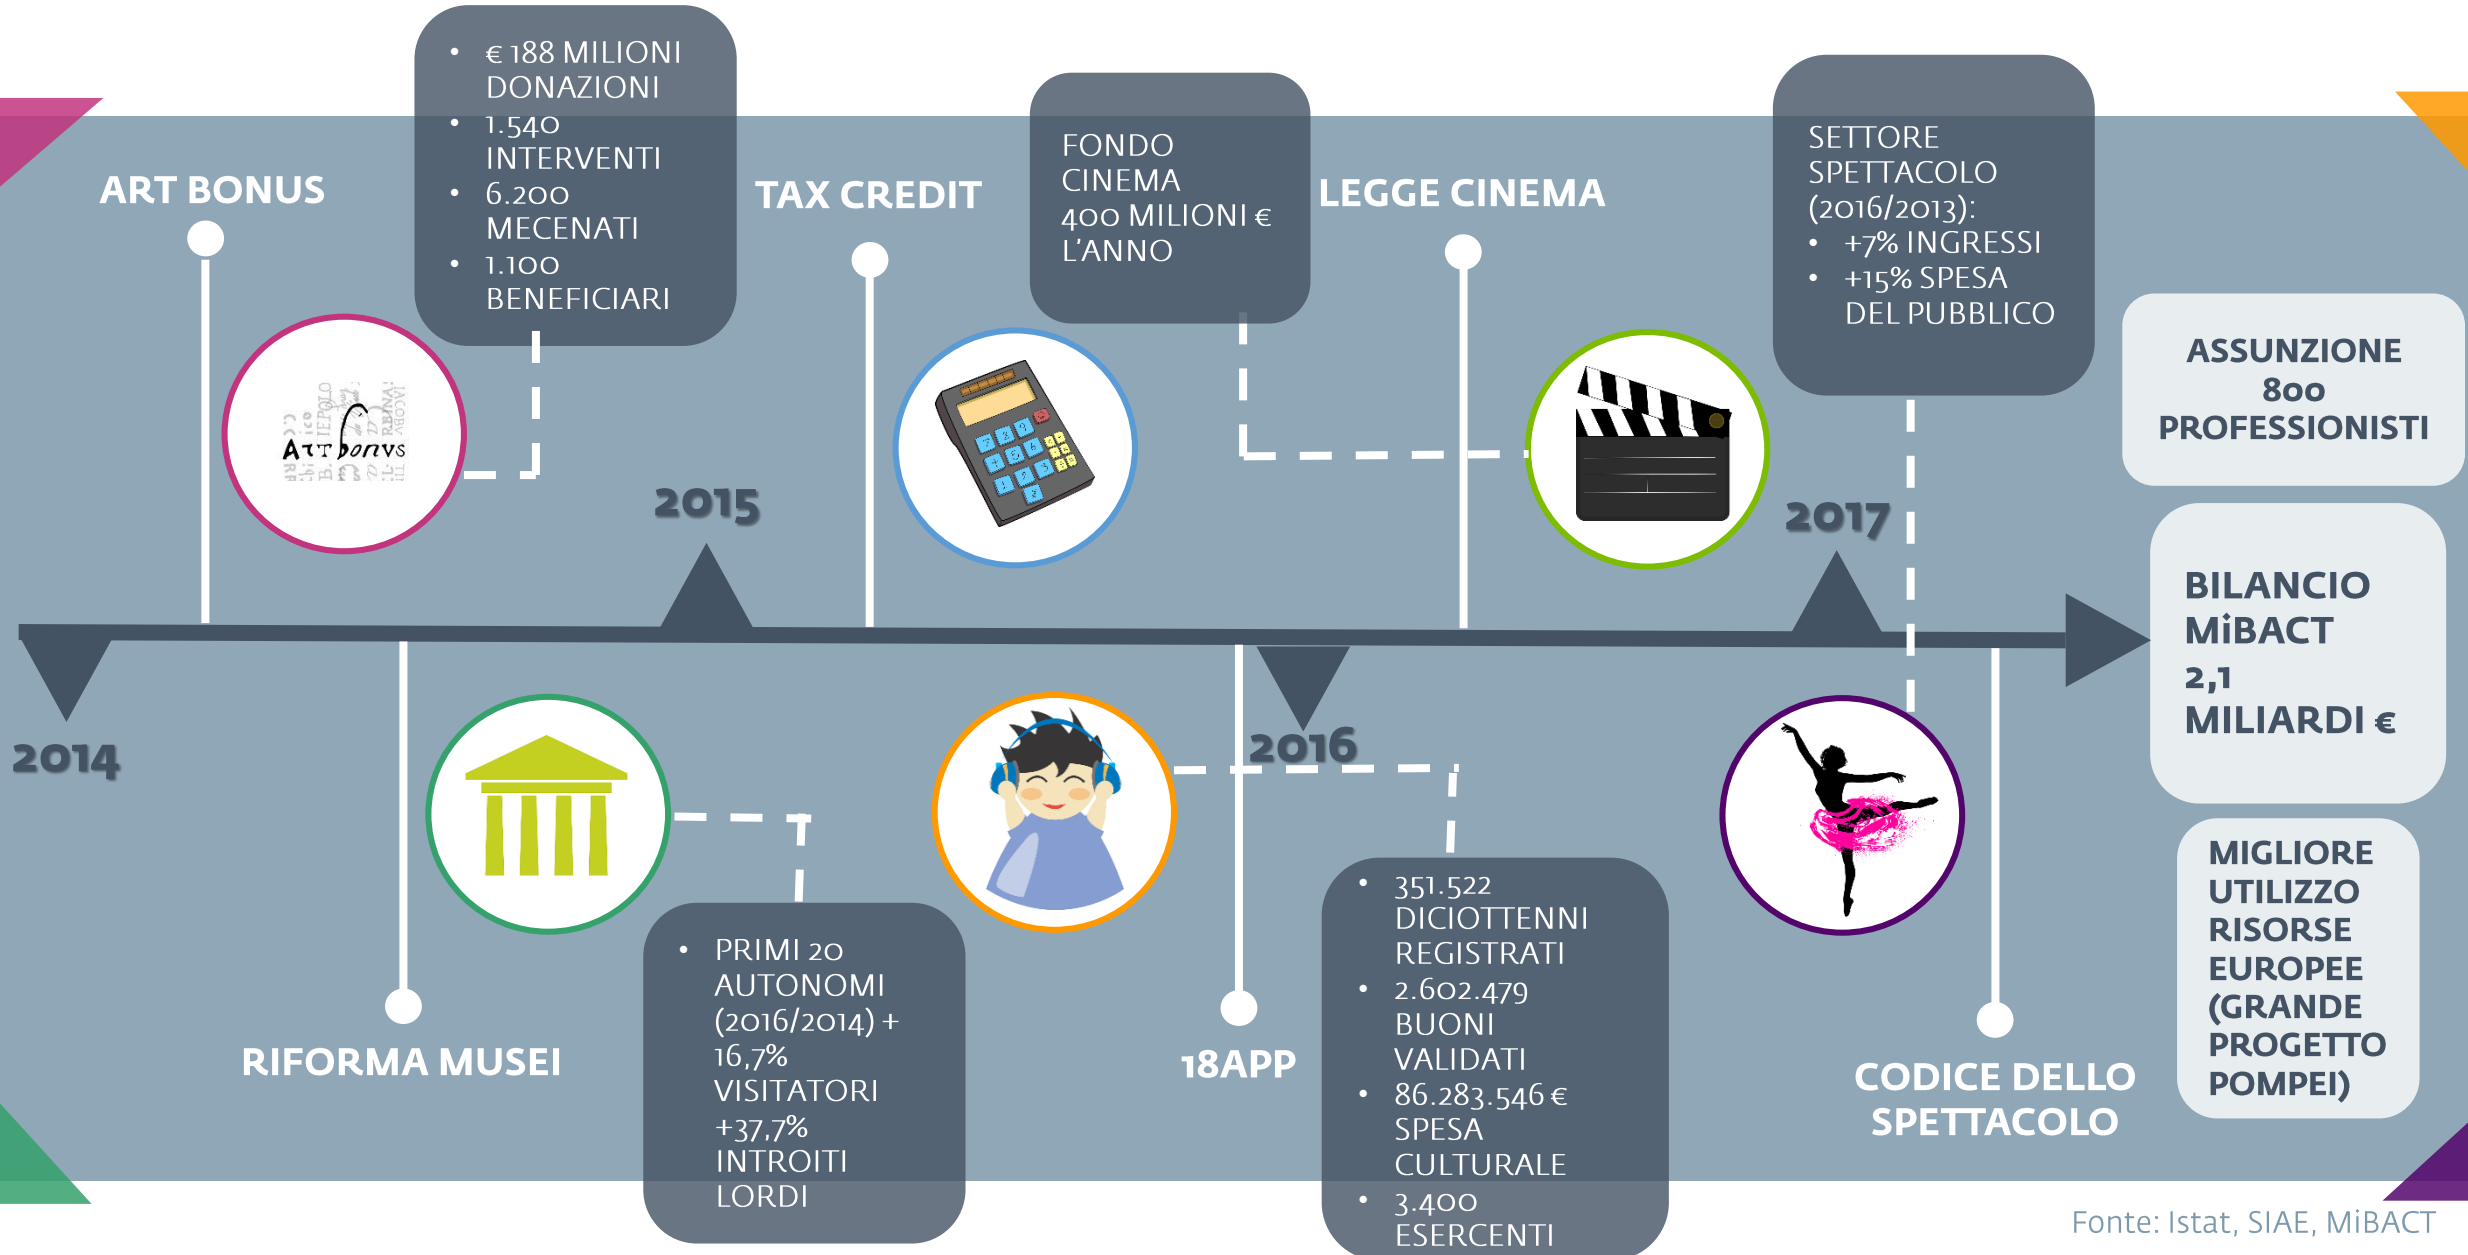 € 188 MILIONI
DONAZIONI
1.540
INTERVENTI
6.200
MECENATI
1.100
BENEFICIARI
ART BONUS
TAX CREDIT
FONDO
CINEMA
400 MILIONI €
L'ANNO
LEGGE CINEMA
SETTORE
SPETTACOLO
(2016/2013):
+7% INGRESSI
+15% SPESA
DEL PUBBLICO
ASSUNZIONE
800
PROFESSIONISTI
ART bonus
2015
2017
BILANCIO
MiBACT
2,1
MILIARDI €
2014
2016
MIGLIORE
UTILIZZO
RISORSE
EUROPEE
(GRANDE
PROGETTO
POMPEI)
RIFORMA MUSEI
PRIMI 20
AUTONOMI
(2016/2014) +
16,7%
VISITATORI
+37,7%
INTROITI
LORDI
18APP
351.522
DICIOTTENNI
REGISTRATI
2.602.479
BUONI
VALIDATI
86.283.546 €
SPESA
CULTURALE
3.400
ESERCENTI
CODICE DELLO
SPETTACOLO
Fonte: Istat, SIAE, MiBACT